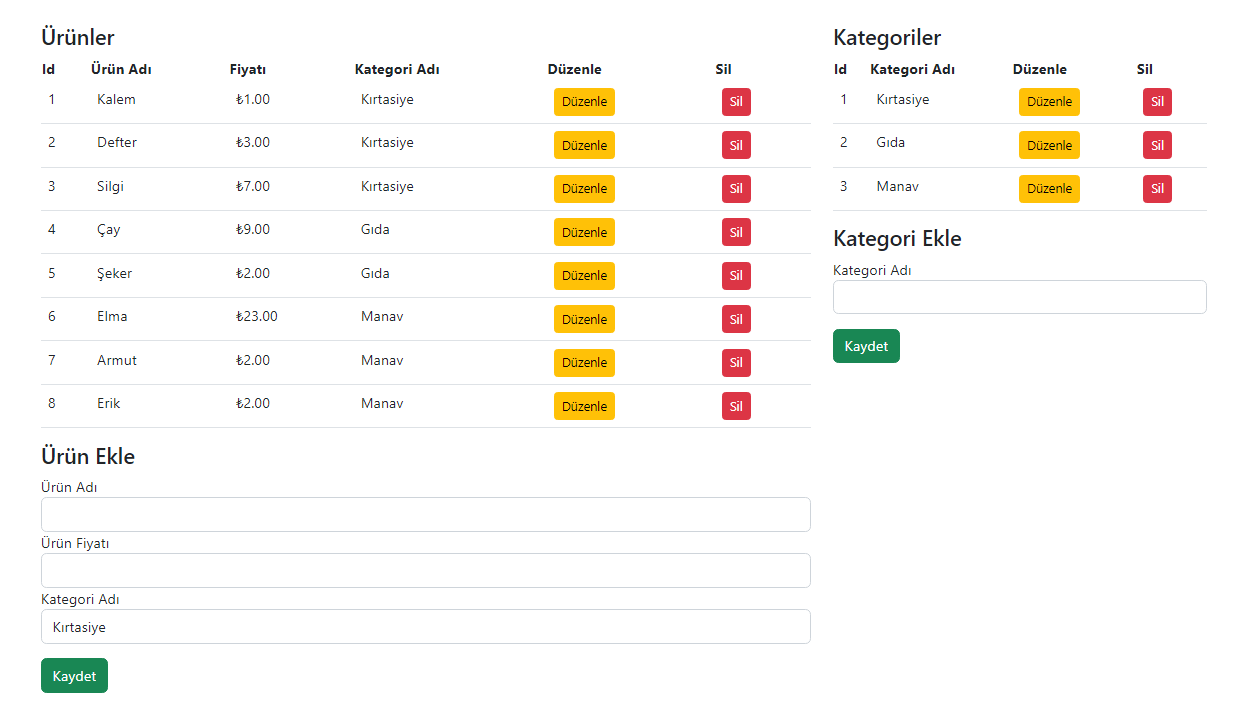 Ürünler
Id Ürün Adı Fiyatı Kategori Adı Düzenle Sil
1 Kalem ₺1.00 Kırtasiye Düzenle Sil
2 Defter ₺3.00 Kırtasiye Düzenle Sil
3 Silgi ₺7.00 Kırtasiye Düzenle Sil
4 Çay ₺9.00 Gıda Düzenle Sil
5 Şeker ₺2.00 Gıda Düzenle Sil
6 Elma ₺23.00 Manav Düzenle Sil
7 Armut ₺2.00 Manav Düzenle Sil
8 Erik ₺2.00 Manav Düzenle Sil
Ürün Ekle
Ürün Adı
Ürün Fiyatı
Kategori Adı
Kırtasiye
Kaydet
Kategoriler
Id Kategori Adı Düzenle Sil
1 Kırtasiye Düzenle Sil
2 Gıda Düzenle Sil
3 Manav Düzenle Sil
Kategori Ekle
Kategori Adı
Kaydet